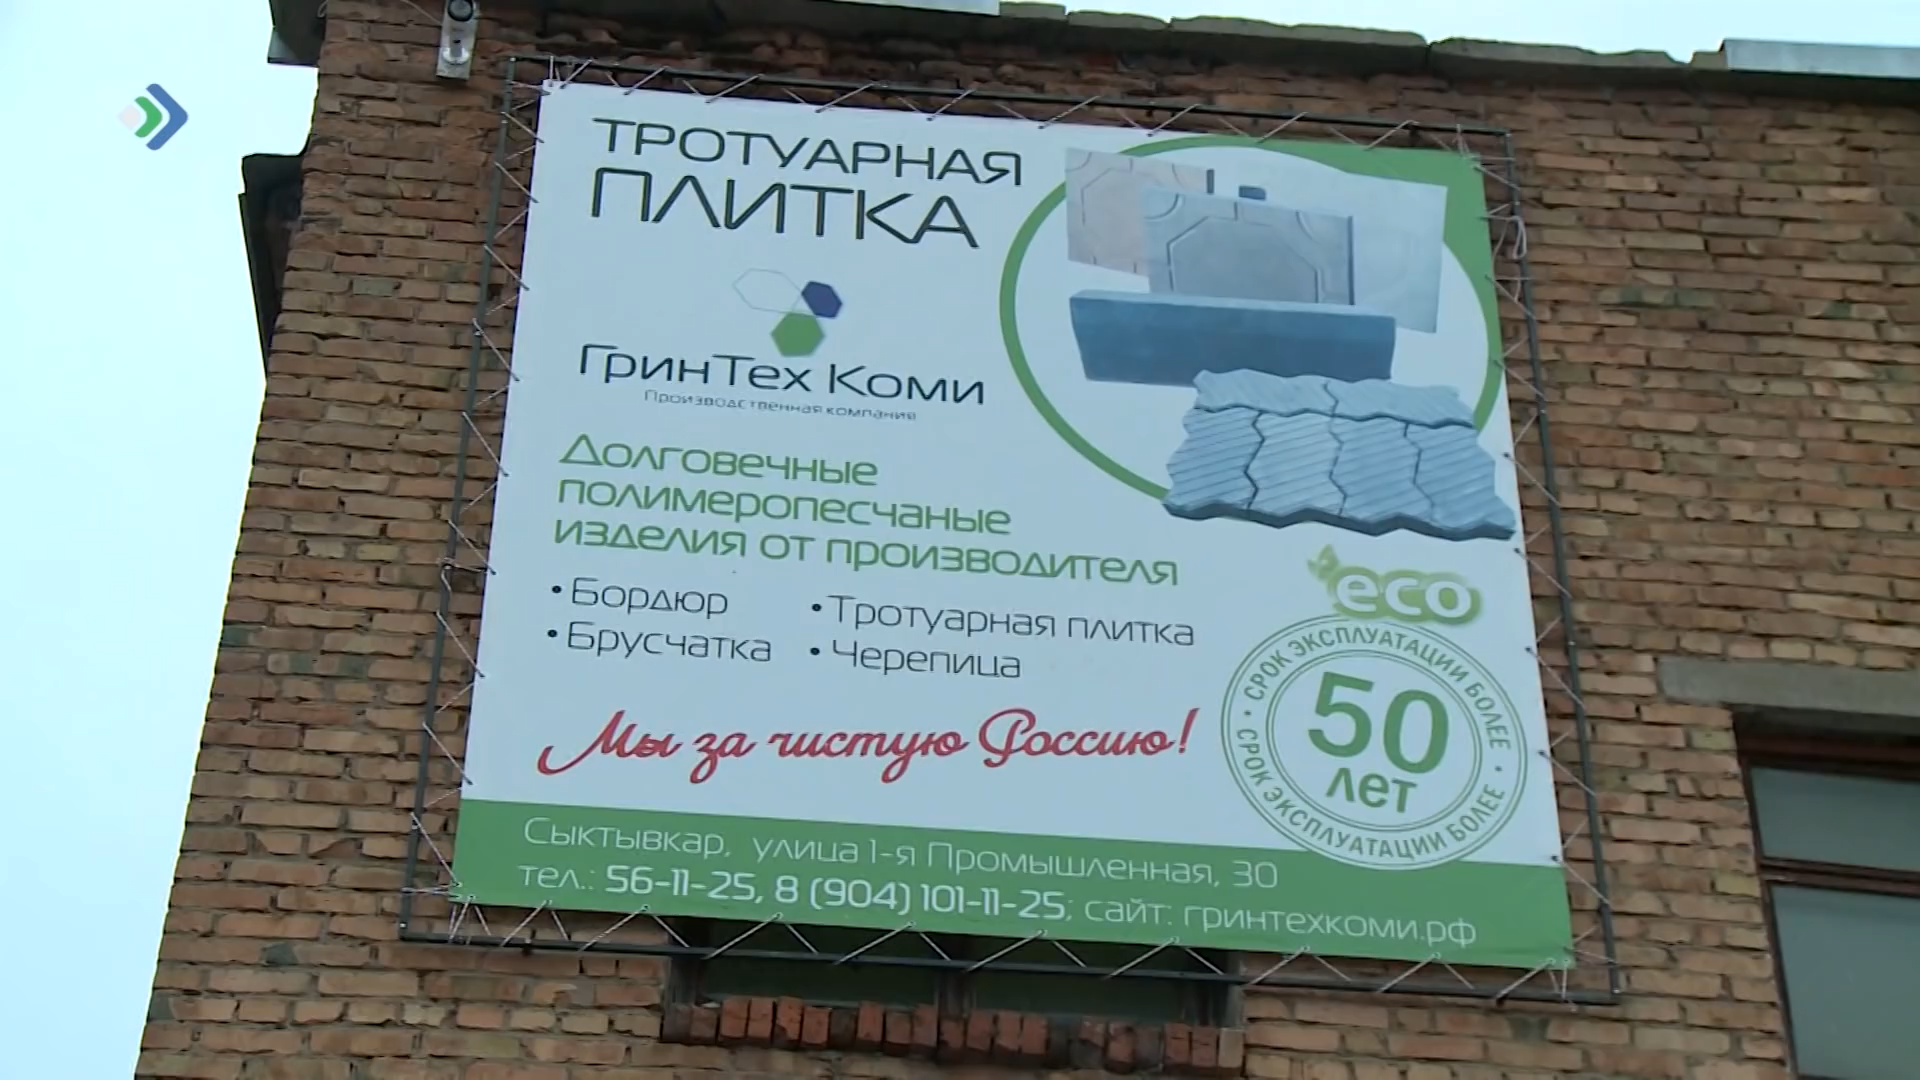 ТРОТУАРНАЯ
ПЛИТКА
ГринТех Коми
Производственная компания
Долговечные
полимеропесчаные
изделия от производителя
• Бордюр
• Брусчатка
• Тротуарная плитка
• Черепица
eco
• СРОК ЭКСПЛУАТАЦИИ БОЛЕЕ •
50
лет
СРОК ЭКСПЛУАТАЦИИ БОЛЕЕ
Мы за чистую Россию!
Сыктывкар, улица 1-я Промышленная, 30
тел.: 56-11-25, 8 (904) 101-11-25; сайт: гринтехкоми.рф